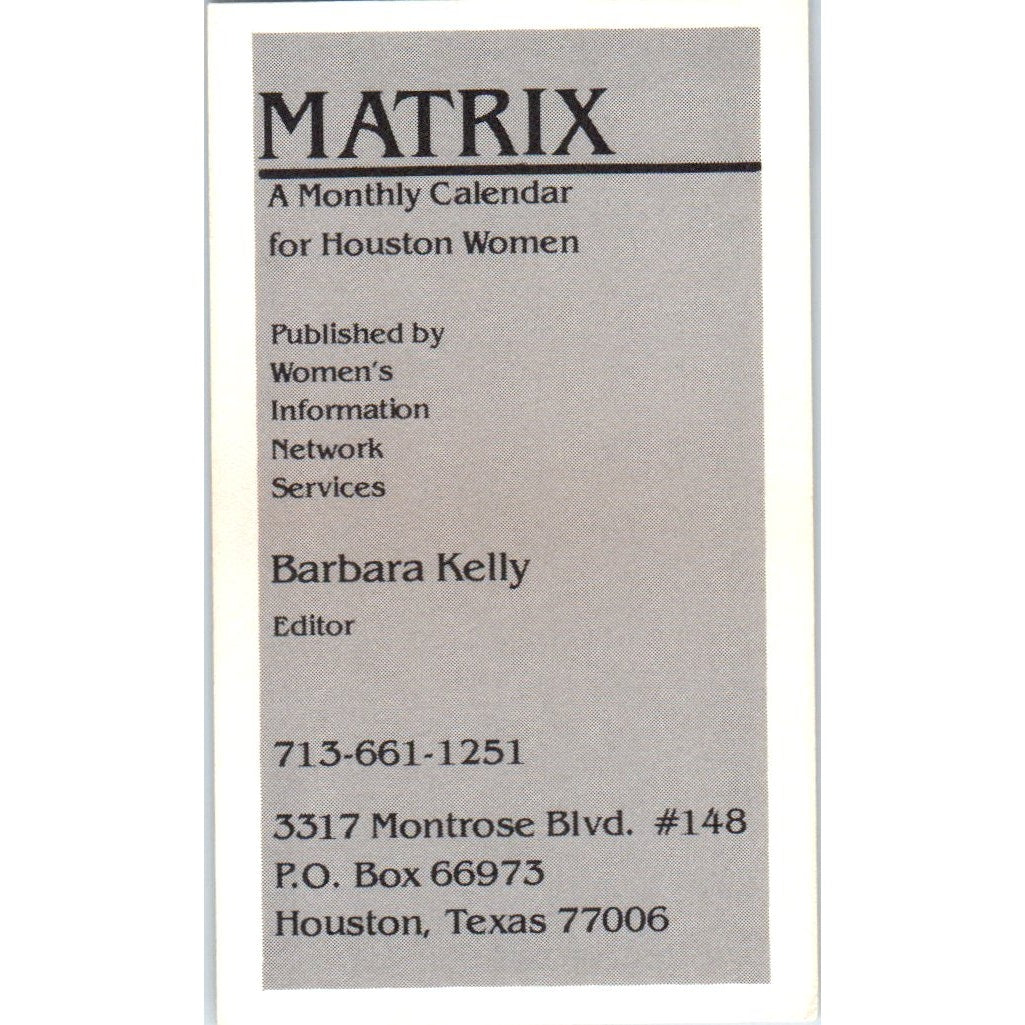 MATRIX
A Monthly Calendar
for Houston Women
Published by
Women's
Information
Network
Services
Barbara Kelly
Editor
713-661-1251
3317 Montrose Blvd. #148
P.O. Box 66973
Houston, Texas 77006